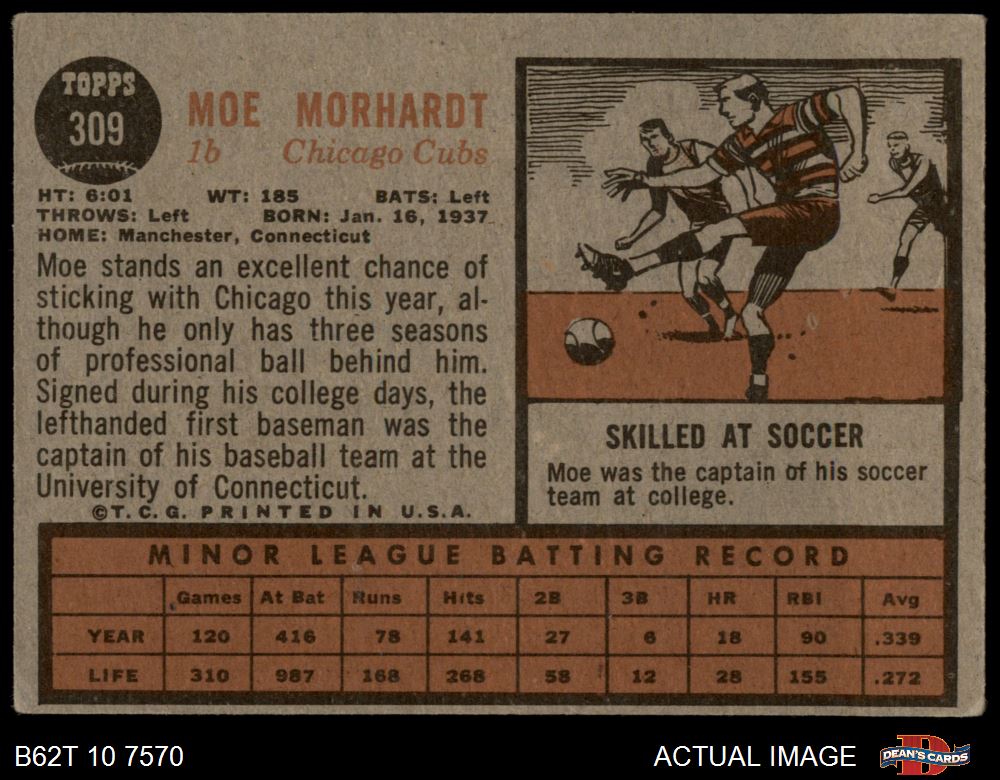 TOPPS
309
MOE MORHARDT
1b Chicago Cubs
HT: 6:01 WT: 185 BATS: Left
THROWS: Left BORN: Jan. 16, 1937
HOME: Manchester, Connecticut
Moe stands an excellent chance of
sticking with Chicago this year, al-
though he only has three seasons
of professional ball behind him.
Signed during his college days, the
lefthanded first baseman was the
captain of his baseball team at the
University of Connecticut.
©T.C.G. PRINTED IN U.S.A.
SKILLED AT SOCCER
Moe was the captain of his soccer
team at college.
MINOR LEAGUE BATTING RECORD
Games At Bat Runs Hits 2B 3B HR RBI Avg
YEAR 120 416 78 141 27 6 18 90 .339
LIFE 310 987 168 268 58 12 28 155 .272
B62T 10 7570 ACTUAL IMAGE DEAN'S CARDS